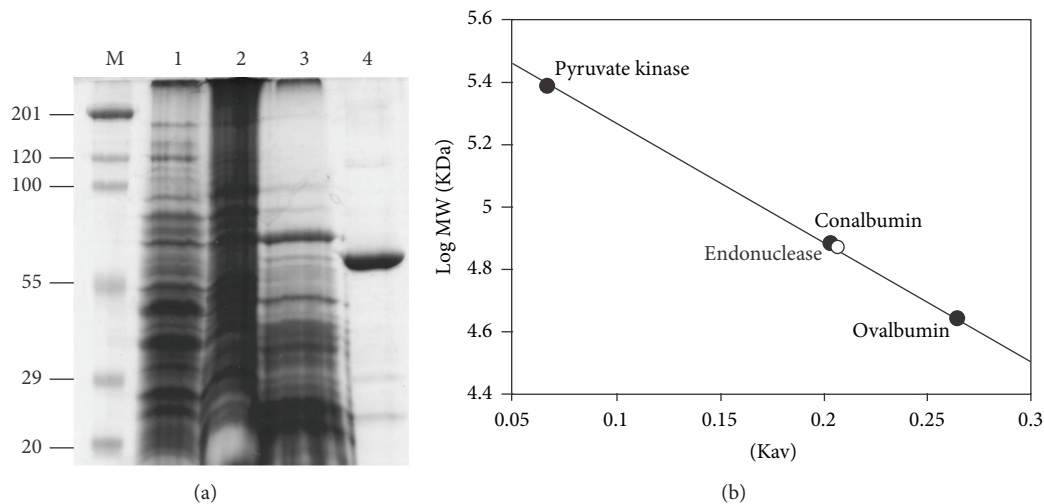 M 1 2 3 4
201
120
100
55
29
20
(a)
5.6
5.4
5.2
5
4.8
4.6
4.4
Log MW (KDa)
Pyruvate kinase
Conalbumin
Endonuclease
Ovalbumin
0.05 0.1 0.15 0.2 0.25 0.3
(Kav)
(b)